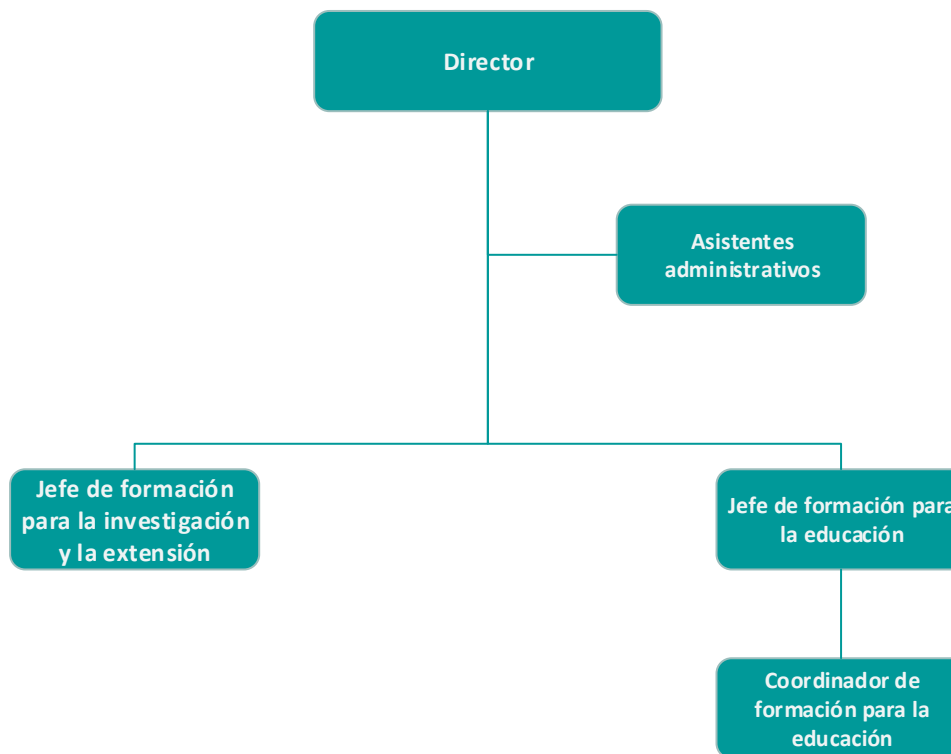 Director
Asistentes
administrativos
Jefe de formación
para la investigación
y la extensión
Jefe de formación para
la educación
Coordinador de
formación para la
educación